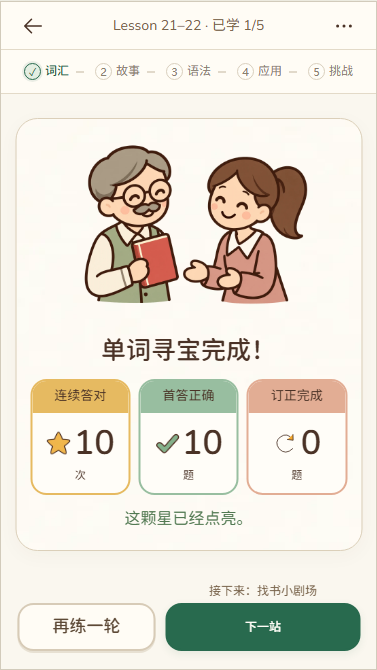 Lesson 21–22 · 已学 1/5
词汇 2 故事 3 语法 4 应用 5 挑战
单词寻宝完成！
连续答对 首答正确 订正完成
10 10 0
次 题 题
这颗星已经点亮。
接下来：找书小剧场
再练一轮 下一站